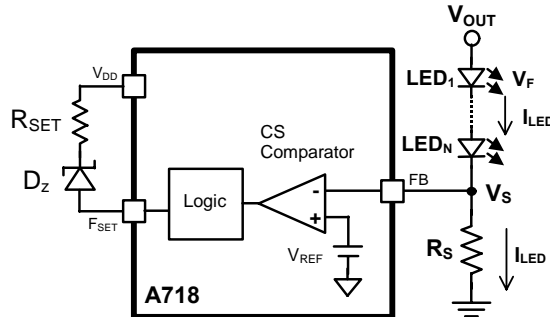 VOUT
VDD
LED1
VF
RSET
ILED
CS
Comparator
LEDN
DZ
Logic
-
FB
VS
+
FSET
VREF
RS
ILED
A718